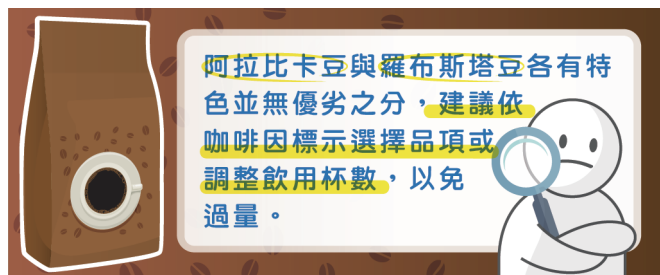 阿拉比卡豆與羅布斯塔豆各有特
色並無優劣之分，建議依
咖啡因標示選擇品項或
調整飲用杯數，以免
過量。